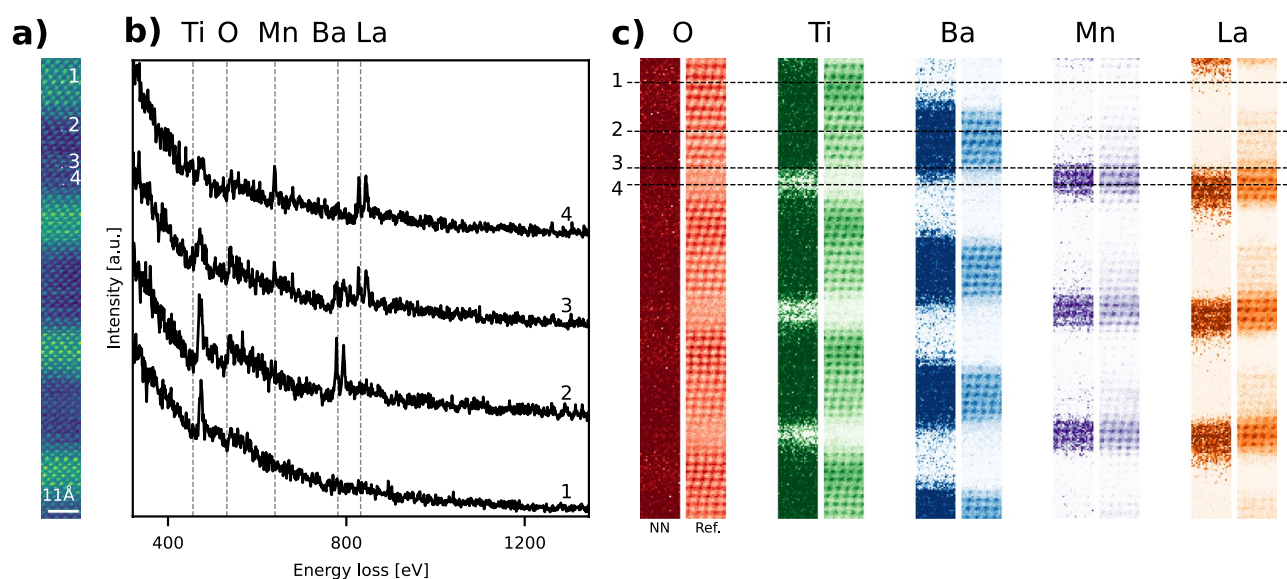 a) b) Ti O Mn Ba La c) O Ti Ba Mn La
1
2
3
4
11Å
Intensity [a.u.]
4
3
2
1
400 800 1200
Energy loss [eV]
1
2
3
4
NN Ref.